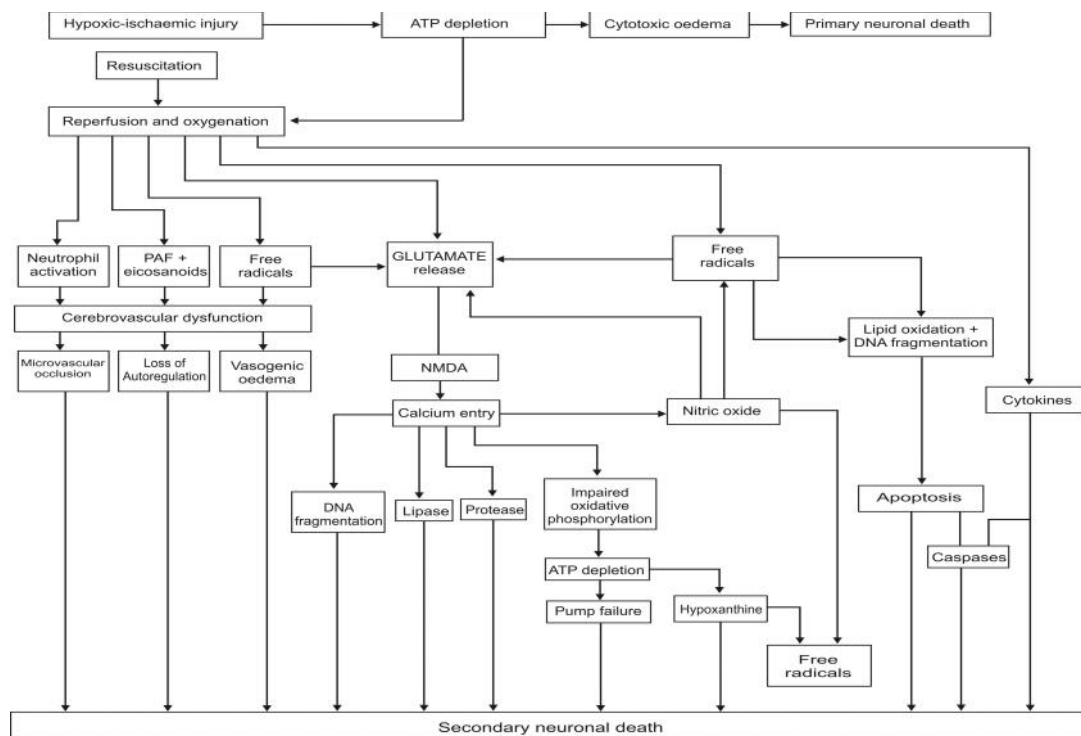 Hypoxic-ischaemic injury
ATP depletion
Cytotoxic oedema
Primary neuronal death
Resuscitation
Reperfusion and oxygenation
Neutrophil
activation
PAF +
eicosanoids
Free
radicals
GLUTAMATE
release
Free
radicals
Cerebrovascular dysfunction
Lipid oxidation +
DNA fragmentation
Microvascular
occlusion
Loss of
Autoregulation
Vasogenic
oedema
NMDA
Calcium entry
Nitric oxide
Cytokines
DNA
fragmentation
Lipase
Protease
Impaired
oxidative
phosphorylation
Apoptosis
Caspases
ATP depletion
Pump failure
Hypoxanthine
Free
radicals
Secondary neuronal death